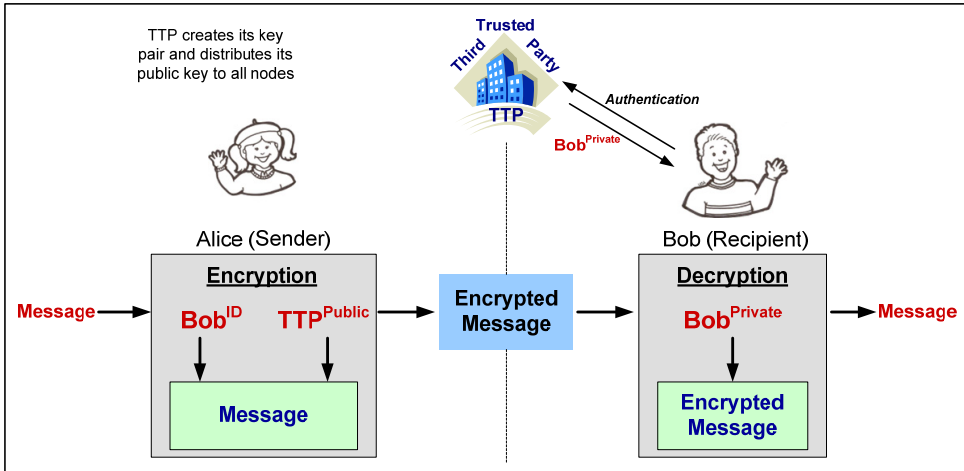 TTP creates its key
pair and distributes its
public key to all nodes
Trusted
Third
Party
TTP
Authentication
Bob^Private
Alice (Sender)
Bob (Recipient)
Encryption
Decryption
Message
Bob^ID
TTP^Public
Message
Encrypted
Message
Bob^Private
Encrypted
Message
Message